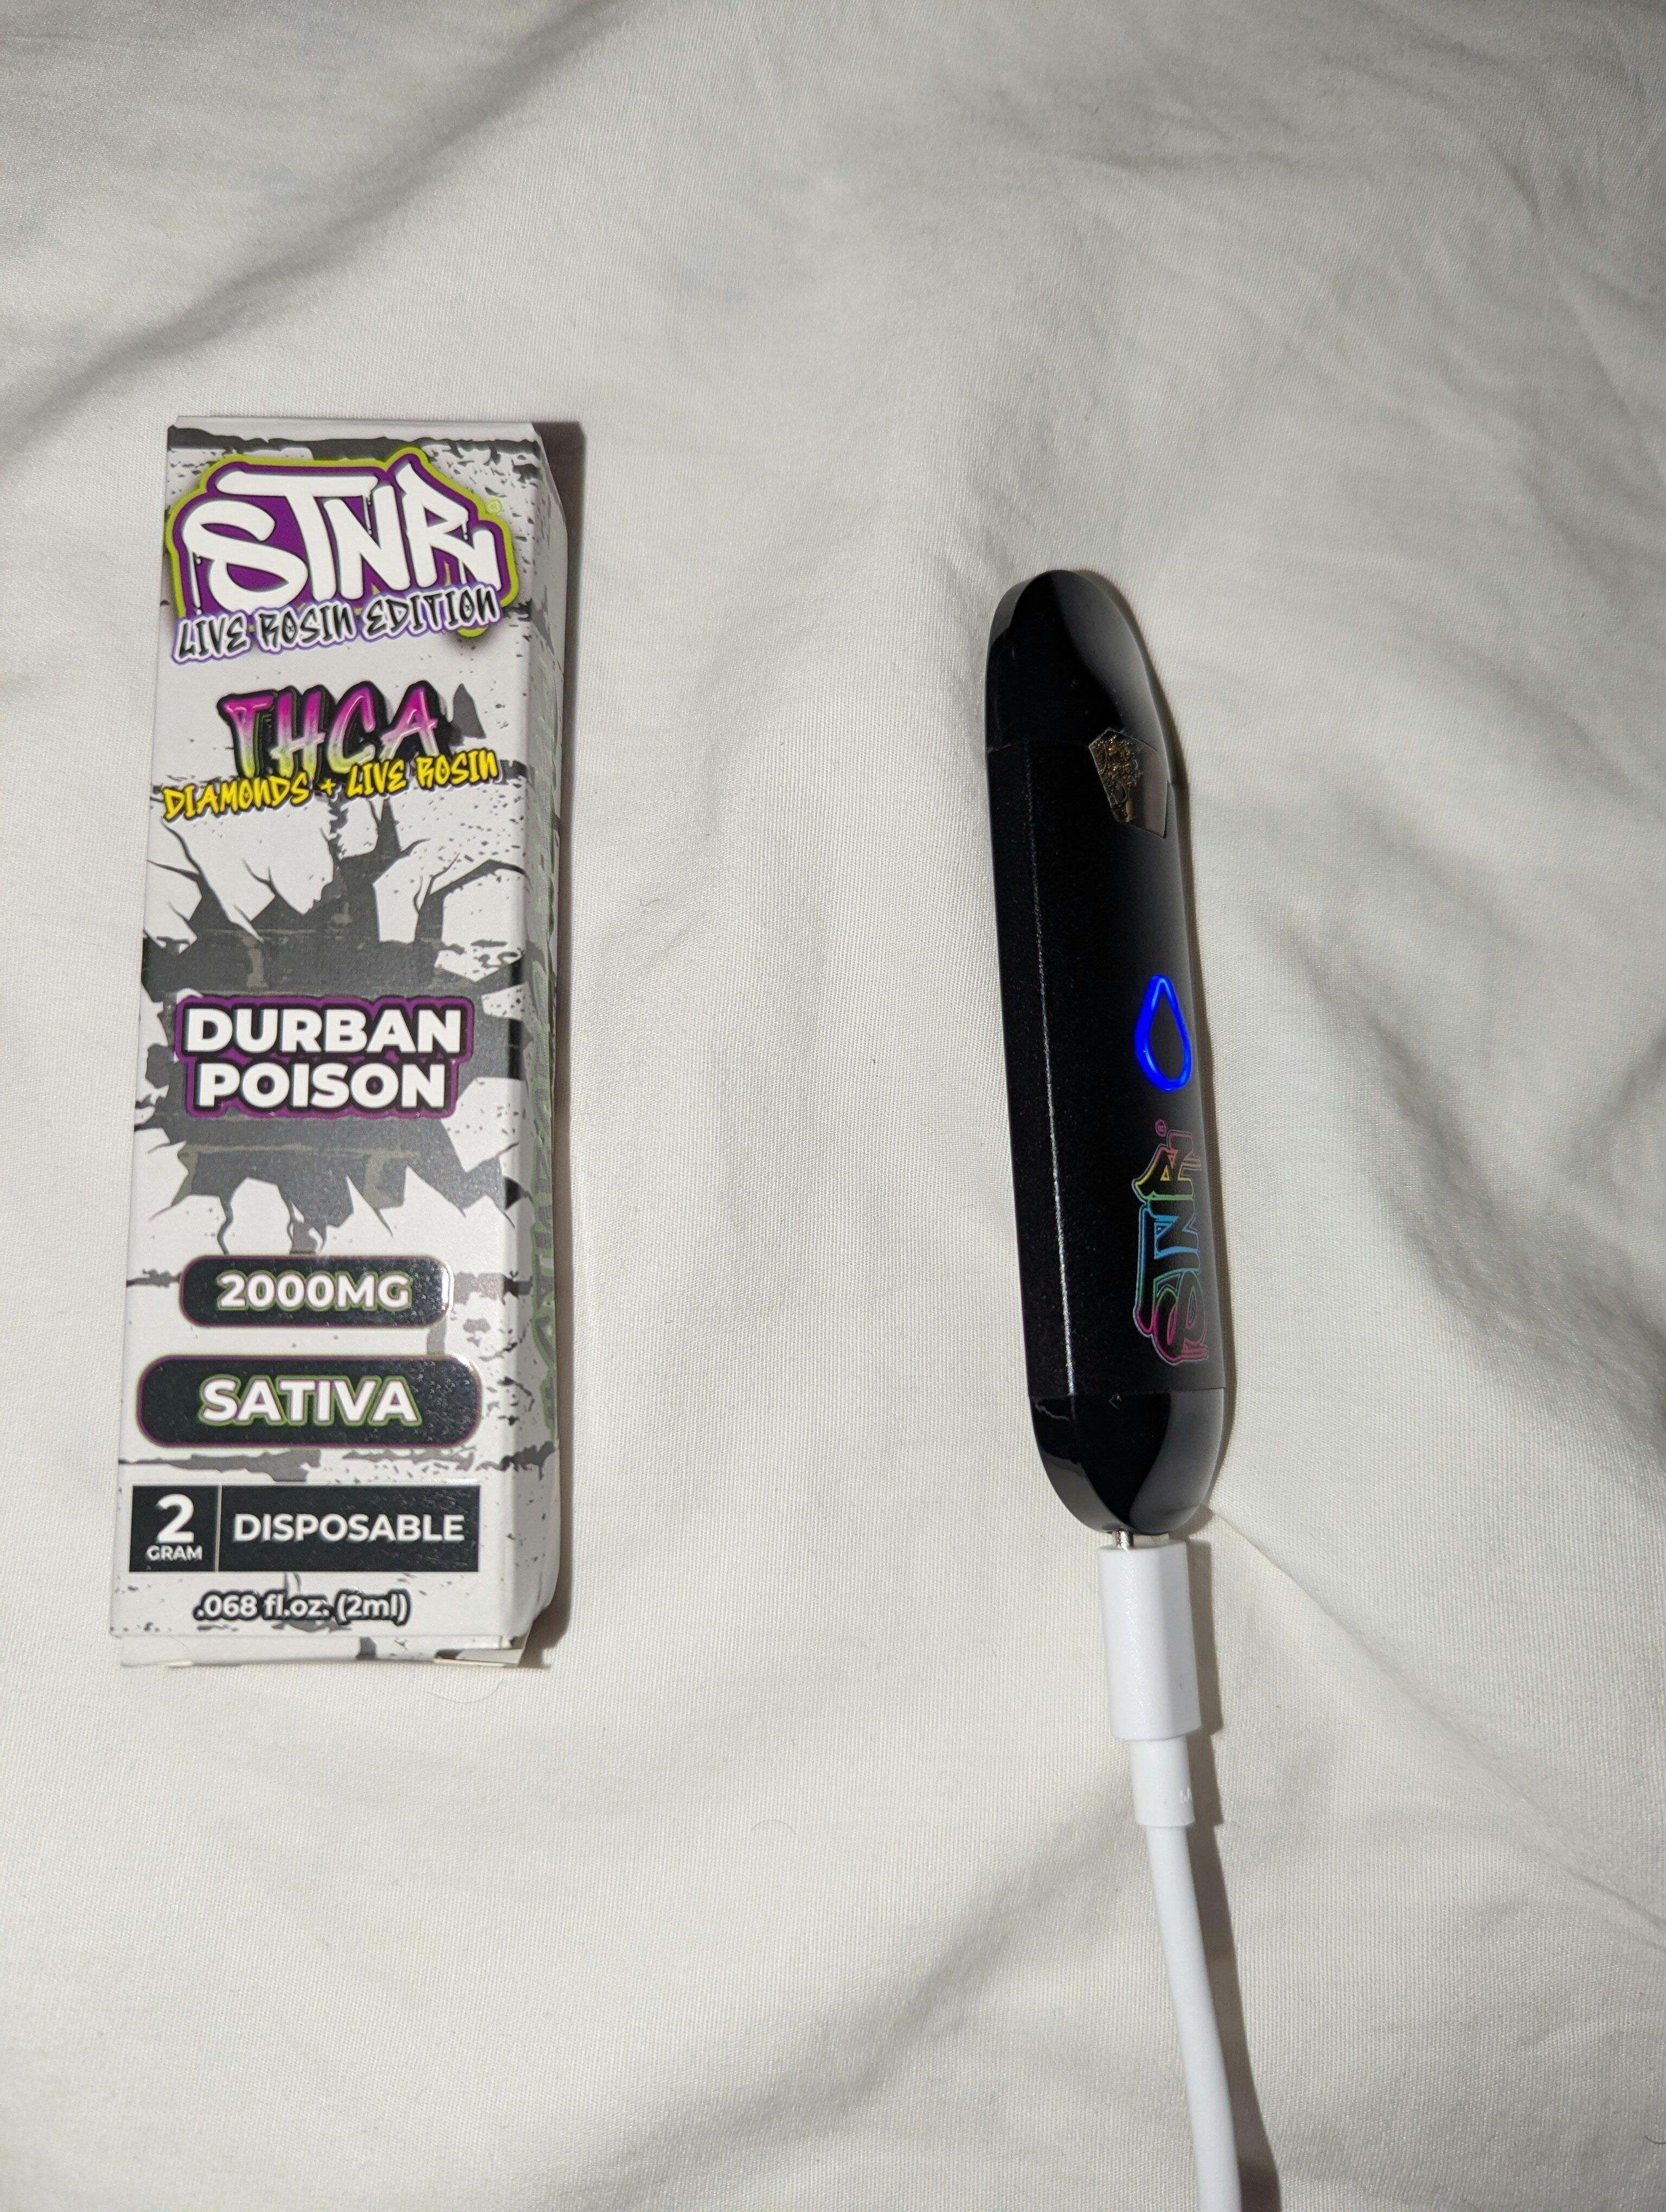 STNR®
LIVE ROSIN EDITION
THCA
DIAMONDS + LIVE ROSIN
DURBAN
POISON
2000MG
SATIVA
2
GRAM
DISPOSABLE
.068 fl.oz. (2ml)
STNR®